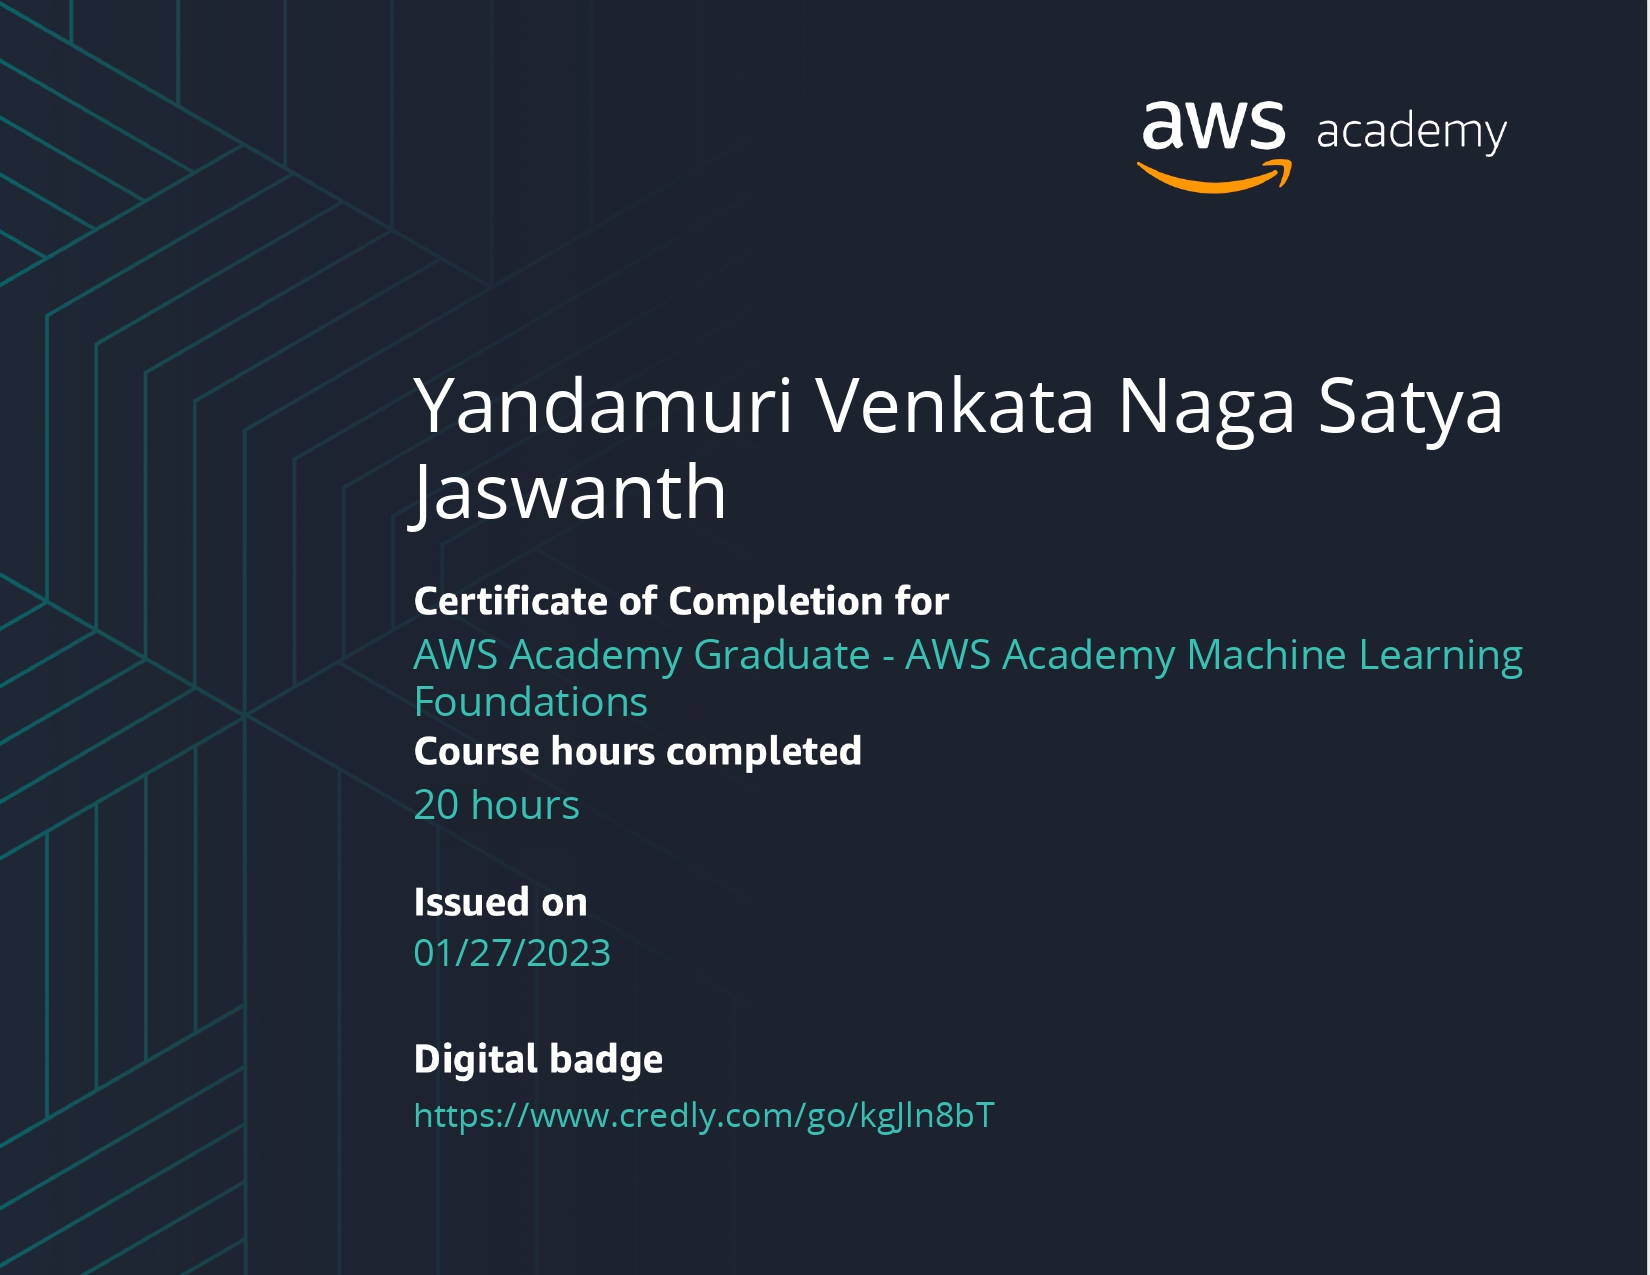 aws academy
Yandamuri Venkata Naga Satya
Jaswanth
Certificate of Completion for
AWS Academy Graduate - AWS Academy Machine Learning
Foundations
Course hours completed
20 hours
Issued on
01/27/2023
Digital badge
https://www.credly.com/go/kgJln8bT